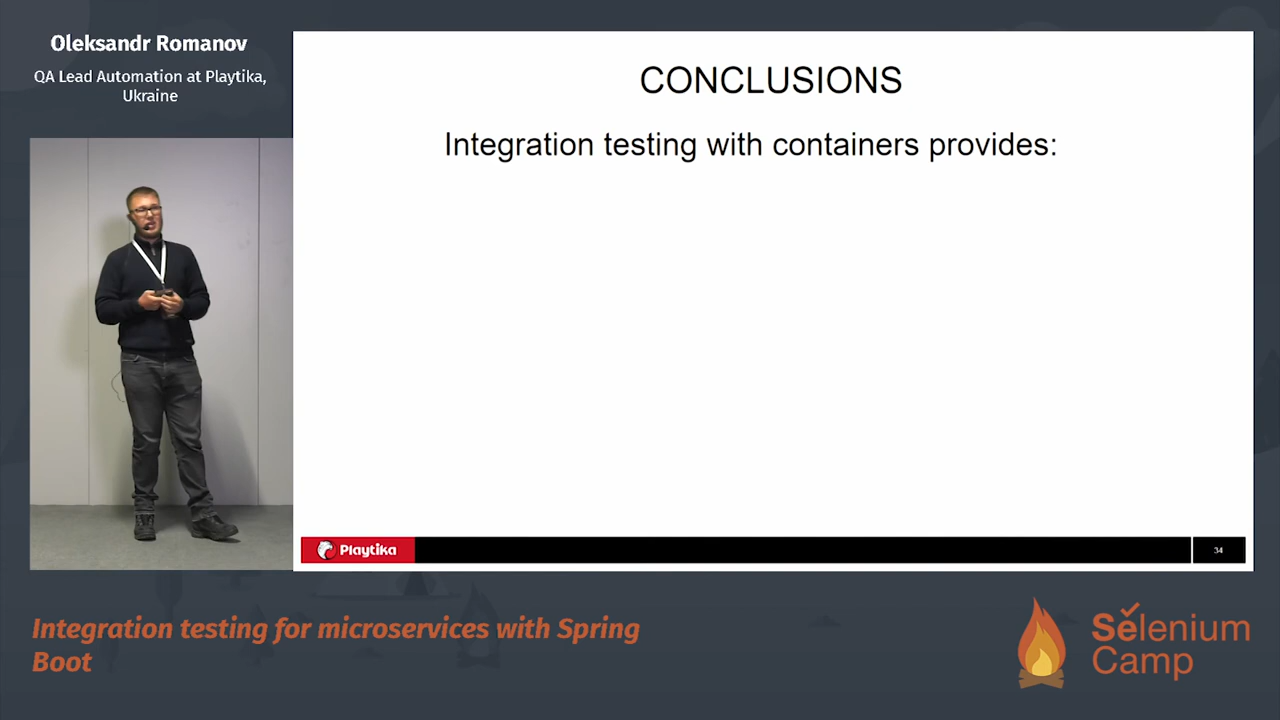 Oleksandr Romanov
QA Lead Automation at Playtika,
Ukraine
CONCLUSIONS
Integration testing with containers provides:
Playtika
34
Integration testing for microservices with Spring
Boot
Selenium
Camp